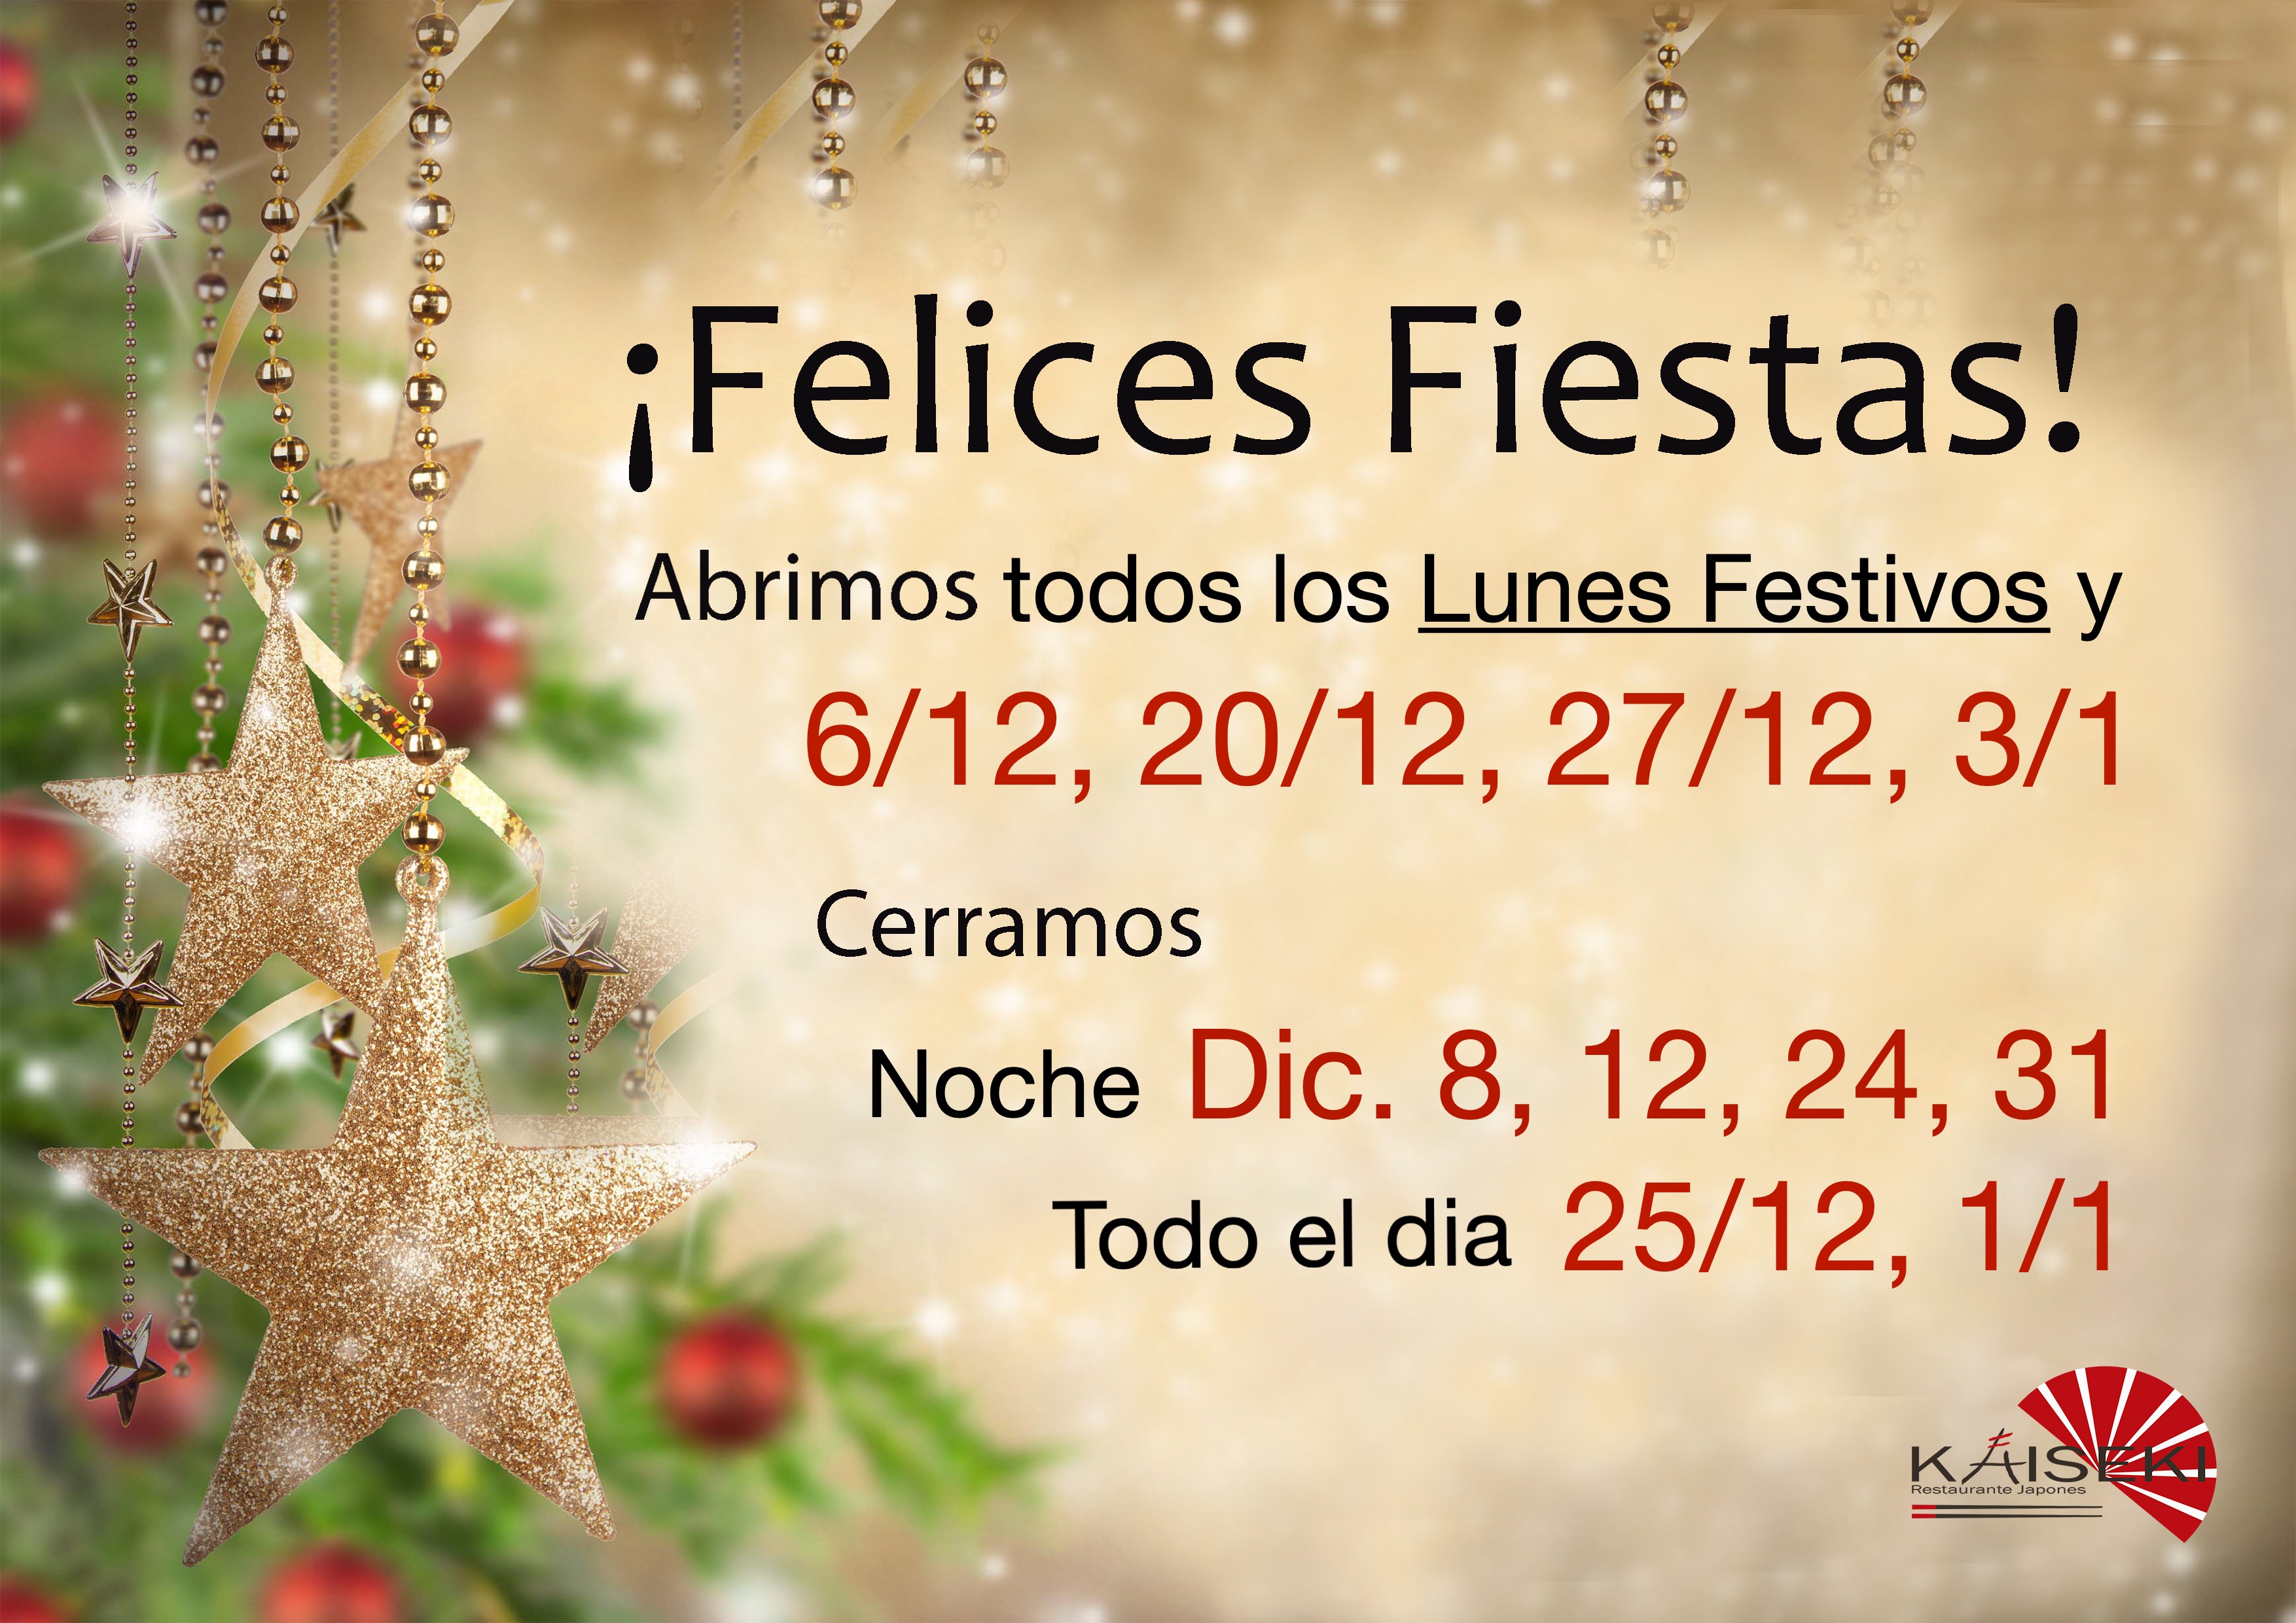 ¡Felices Fiestas!
Abrimos todos los Lunes Festivos y
6/12, 20/12, 27/12, 3/1
Cerramos
Noche Dic. 8, 12, 24, 31
Todo el dia 25/12, 1/1
KAISEKI
Restaurante Japones